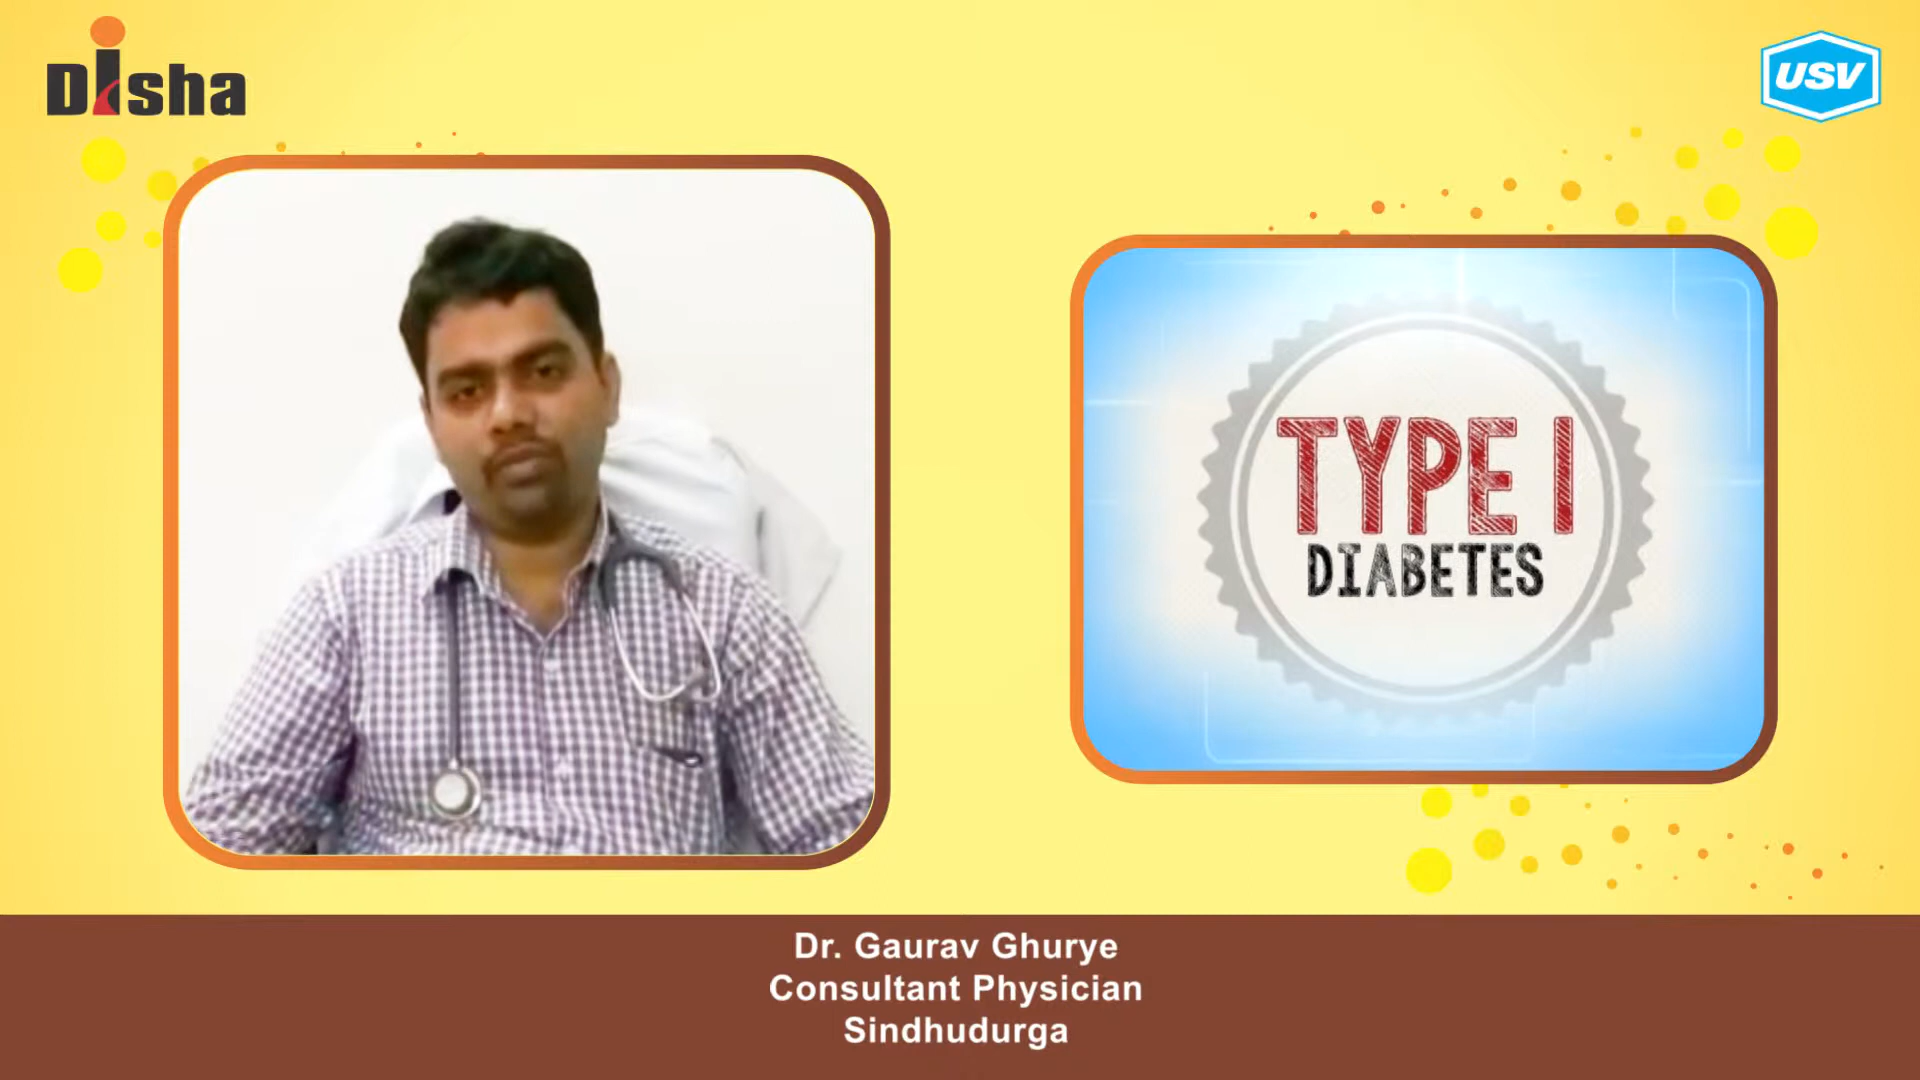 Disha
USV
TYPE I
DIABETES
Dr. Gaurav Ghurye
Consultant Physician
Sindhudurga